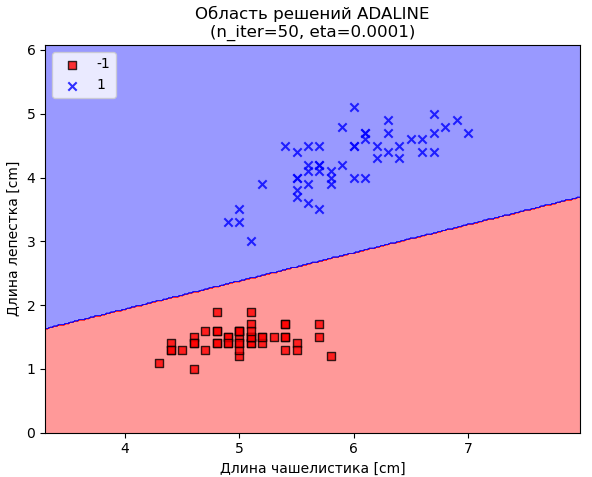 Область решений ADALINE
(n_iter=50, eta=0.0001)
-1
1
Длина лепестка [cm]
6
5
4
3
2
1
0
4 5 6 7
Длина чашелистика [cm]